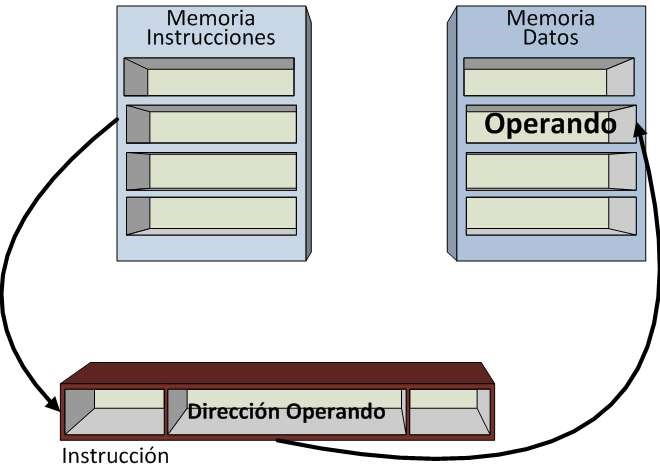 Memoria
Instrucciones
Memoria
Datos
Operando
Dirección Operando
Instrucción